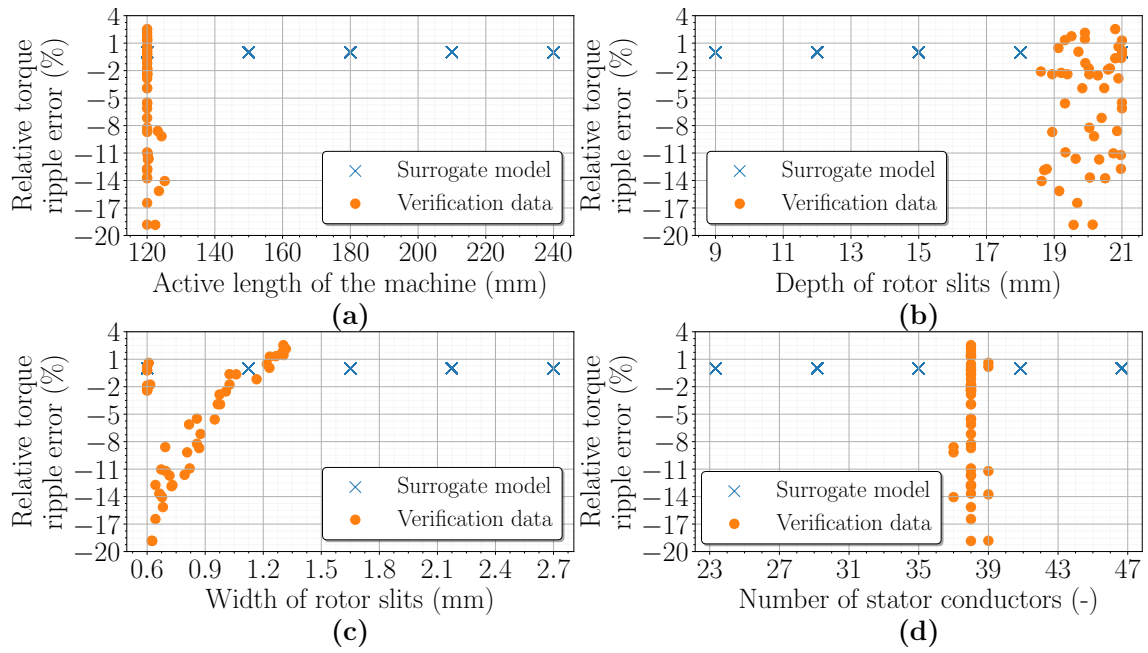 4
1
−2
−5
−8
−11
−14
−17
−20
Relative torque
ripple error (%)
Surrogate model
Verification data
120 140 160 180 200 220 240
Active length of the machine (mm)
(a)
4
1
−2
−5
−8
−11
−14
−17
−20
Relative torque
ripple error (%)
Surrogate model
Verification data
9 11 13 15 17 19 21
Depth of rotor slits (mm)
(b)
4
1
−2
−5
−8
−11
−14
−17
−20
Relative torque
ripple error (%)
Surrogate model
Verification data
0.6 0.9 1.2 1.5 1.8 2.1 2.4 2.7
Width of rotor slits (mm)
(c)
4
1
−2
−5
−8
−11
−14
−17
−20
Relative torque
ripple error (%)
Surrogate model
Verification data
23 27 31 35 39 43 47
Number of stator conductors (-)
(d)